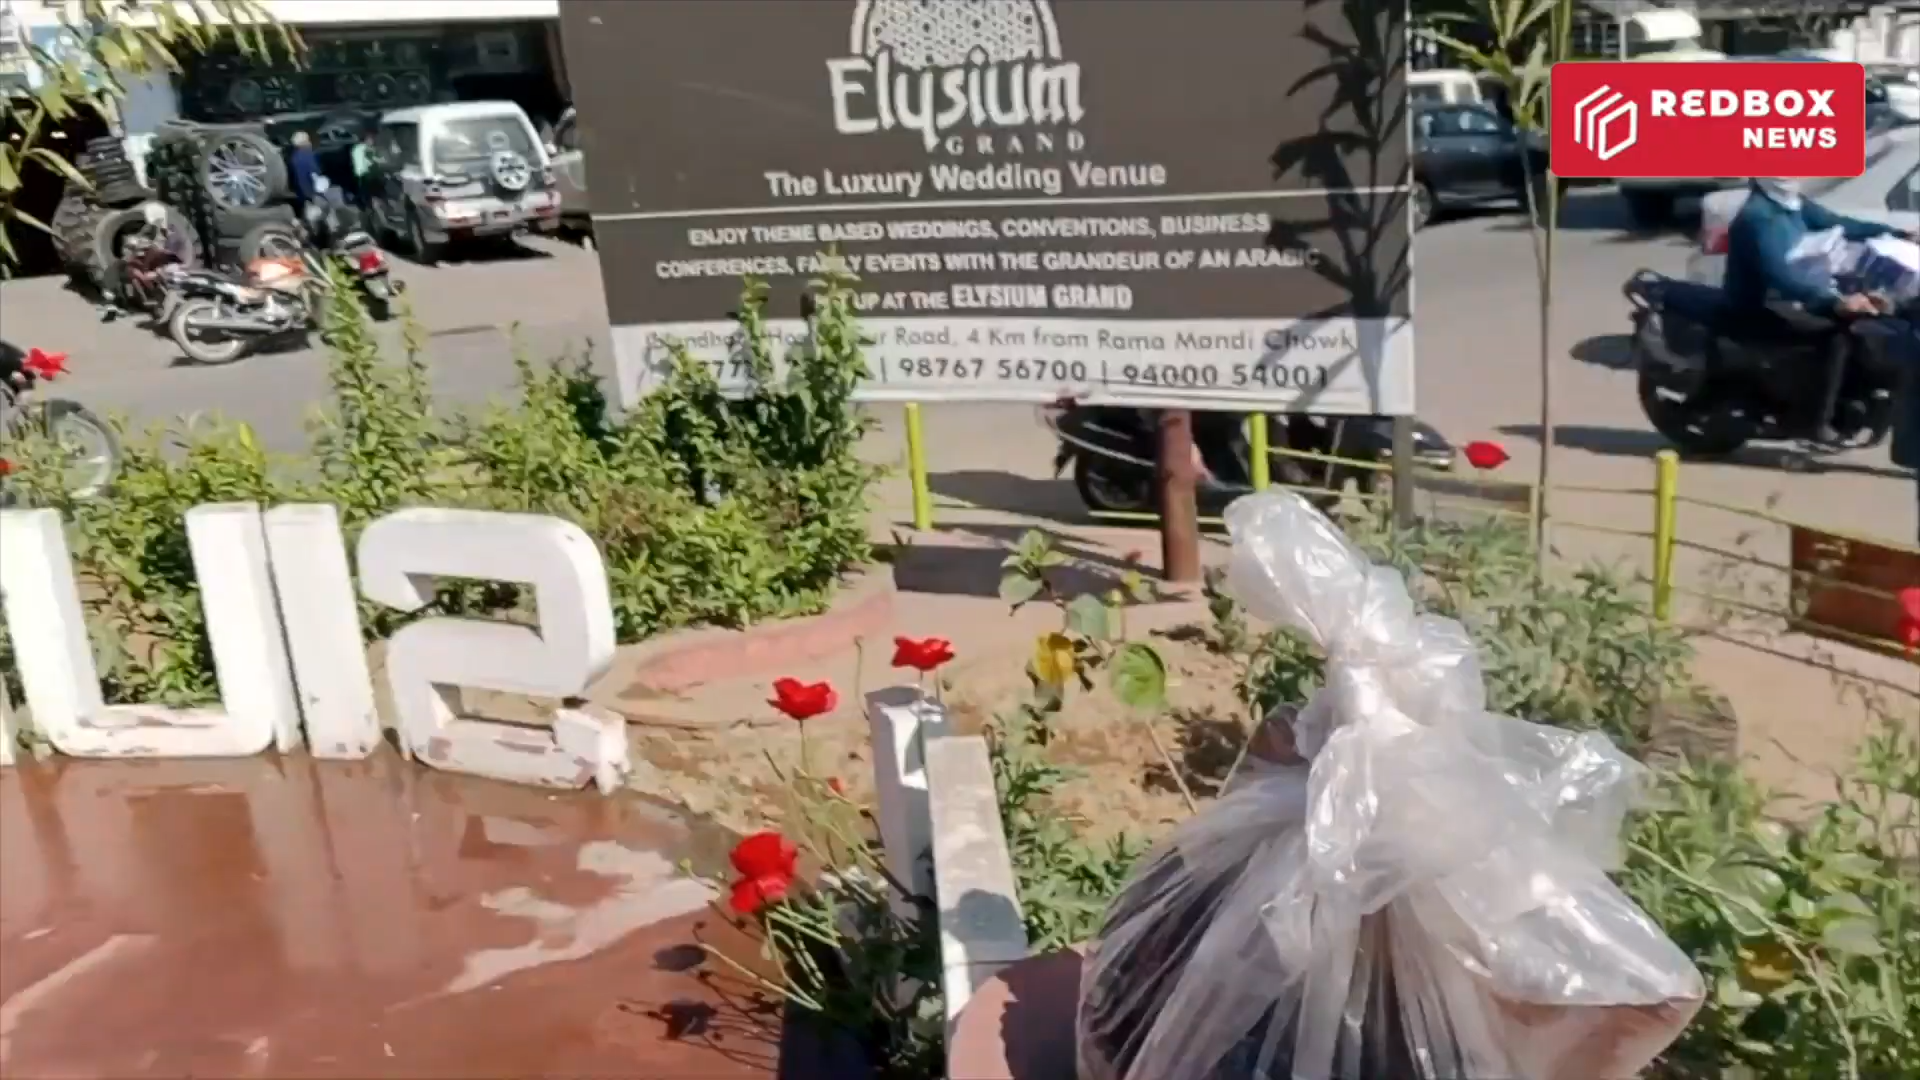 REDBOX
NEWS
Elysium
GRAND
The Luxury Wedding Venue
ENJOY THEME BASED WEDDINGS, CONVENTIONS, BUSINESS
CONFERENCES, FAMILY EVENTS WITH THE GRANDEUR OF AN ARABIC
UP AT THE ELYSIUM GRAND
Road, 4 Km from Rama Mandi Chowk
| 98767 56700 | 94000 54001